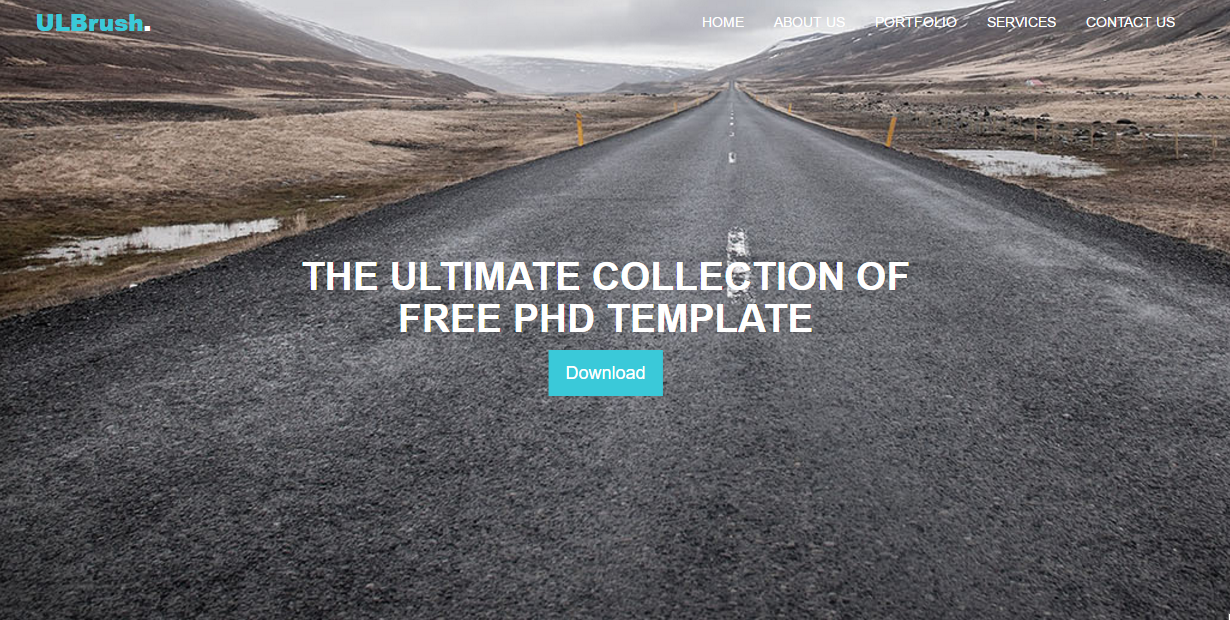 ULBrush.
HOME ABOUT US PORTFOLIO SERVICES CONTACT US
THE ULTIMATE COLLECTION OF
FREE PHD TEMPLATE
Download